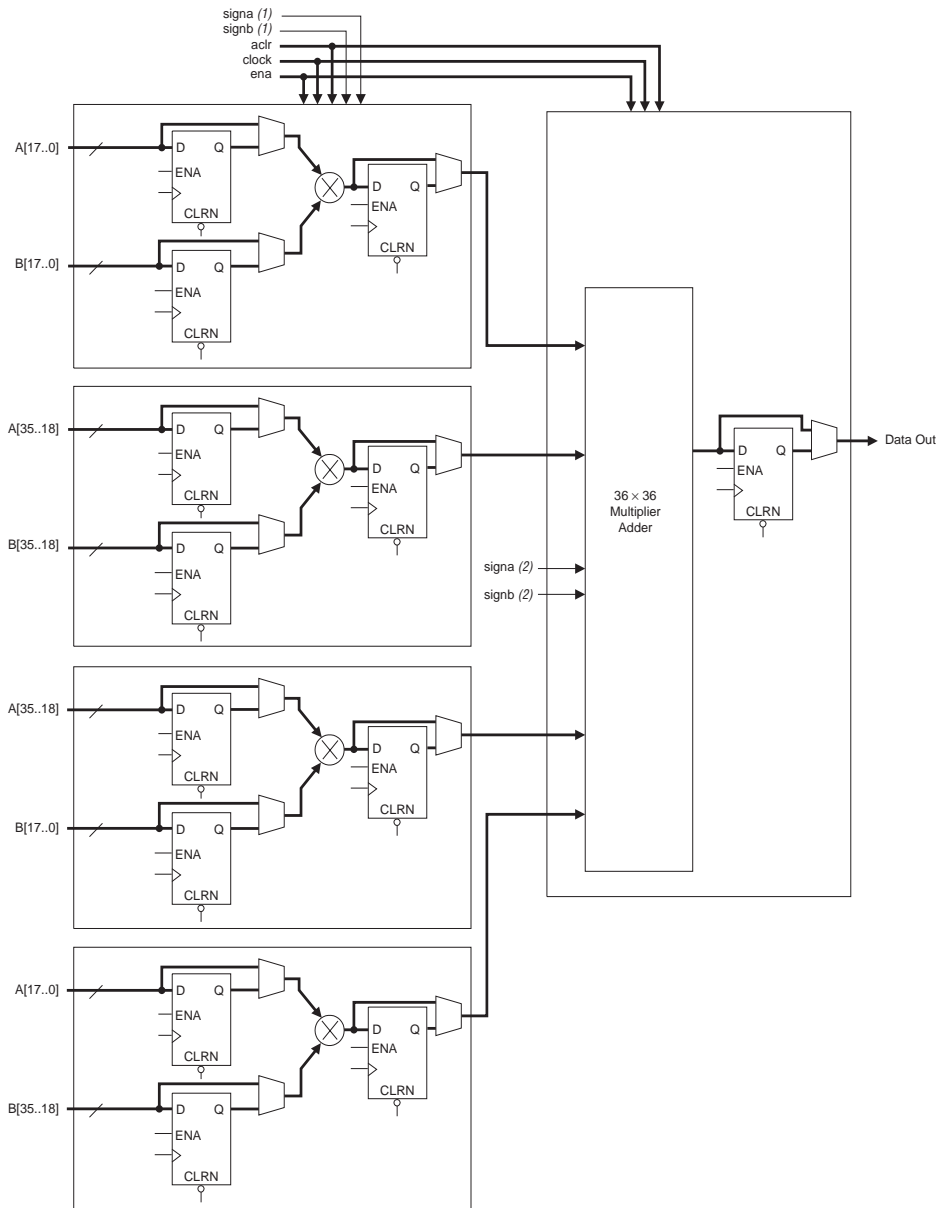 signa (1)
signb (1)
aclr
clock
ena
A[17..0]
D Q
ENA
CLRN
D Q
ENA
CLRN
B[17..0]
D Q
ENA
CLRN
A[35..18]
D Q
ENA
CLRN
D Q
ENA
CLRN
B[35..18]
D Q
ENA
CLRN
36 × 36
Multiplier
Adder
signa (2)
signb (2)
D Q
ENA
CLRN
Data Out
A[35..18]
D Q
ENA
CLRN
D Q
ENA
CLRN
B[17..0]
D Q
ENA
CLRN
A[17..0]
D Q
ENA
CLRN
D Q
ENA
CLRN
B[35..18]
D Q
ENA
CLRN